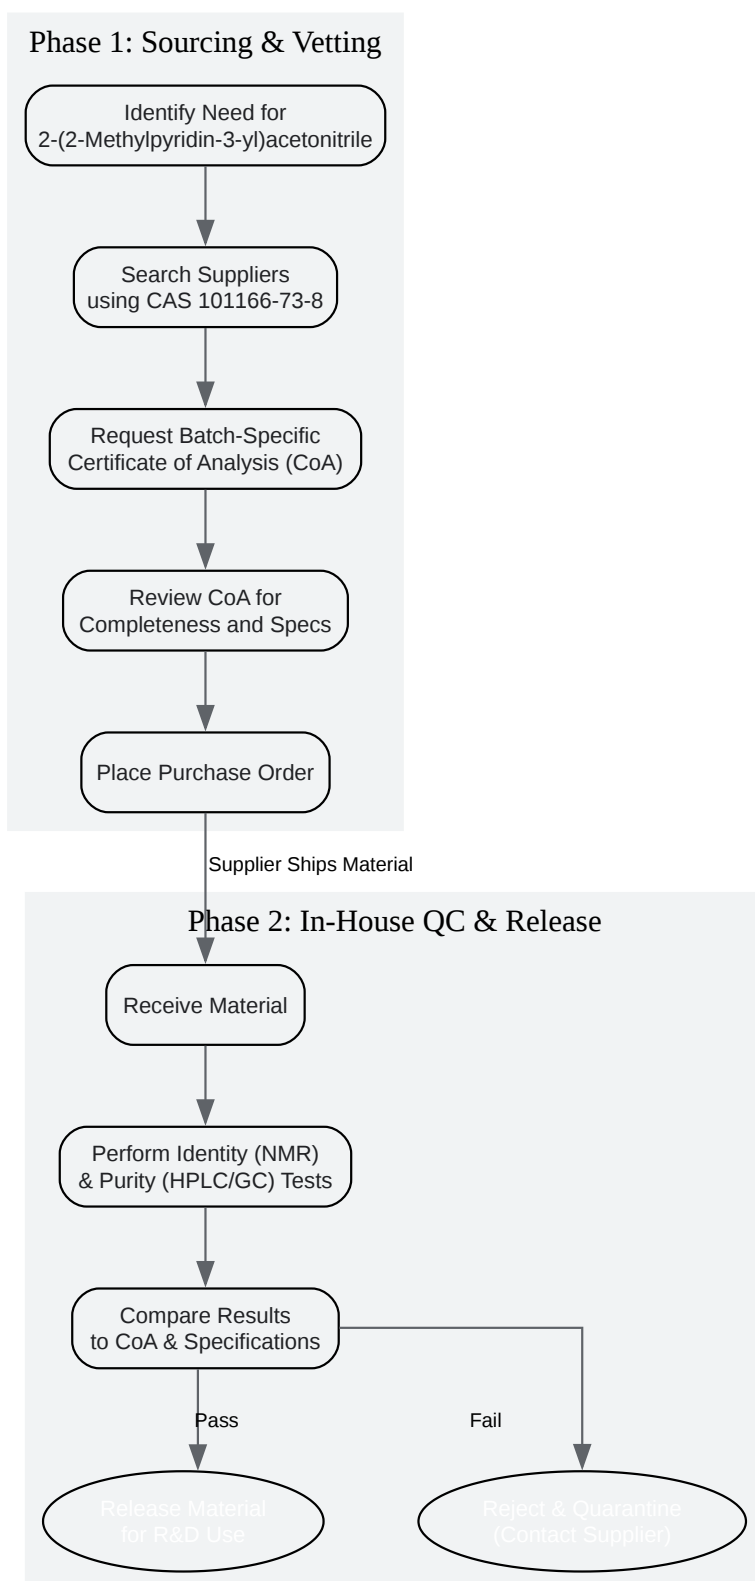 Phase 1: Sourcing & Vetting
Identify Need for
2-(2-Methylpyridin-3-yl)acetonitrile
Search Suppliers
using CAS 101166-73-8
Request Batch-Specific
Certificate of Analysis (CoA)
Review CoA for
Completeness and Specs
Place Purchase Order
Supplier Ships Material
Phase 2: In-House QC & Release
Receive Material
Perform Identity (NMR)
& Purity (HPLC/GC) Tests
Compare Results
to CoA & Specifications
Pass
Fail
Release Material
for R&D Use
Reject & Quarantine
(Contact Supplier)